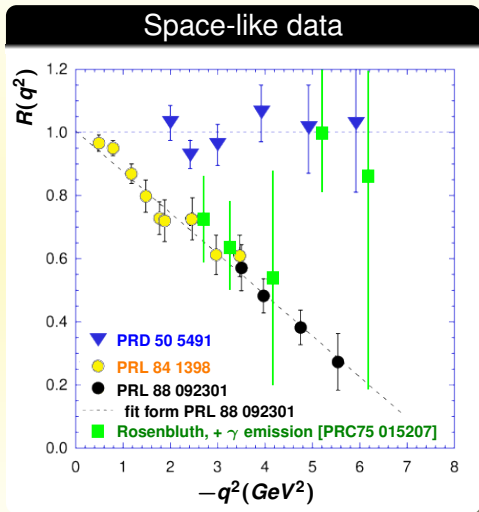 Space-like data
R(q²)
1.2
1.0
0.8
0.6
0.4
0.2
0.0
PRD 50 5491
PRL 84 1398
PRL 88 092301
fit form PRL 88 092301
Rosenbluth, + γ emission [PRC75 015207]
0 1 2 3 4 5 6 7 8
−q²(GeV²)